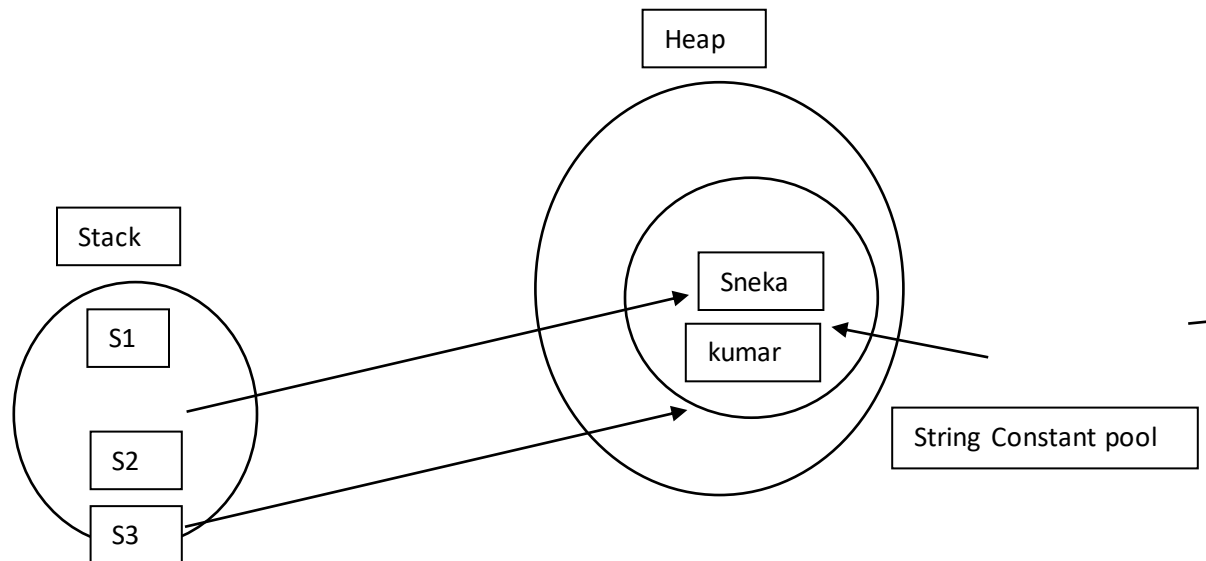 Heap
Stack
Sneka
S1
kumar
String Constant pool
S2
S3